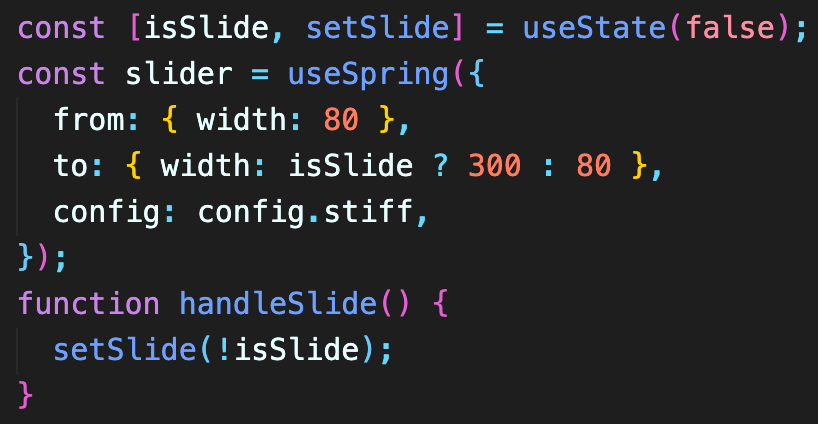 const [isSlide, setSlide] = useState(false);
const slider = useSpring({
  from: { width: 80 },
  to: { width: isSlide ? 300 : 80 },
  config: config.stiff,
});
function handleSlide() {
  setSlide(!isSlide);
}